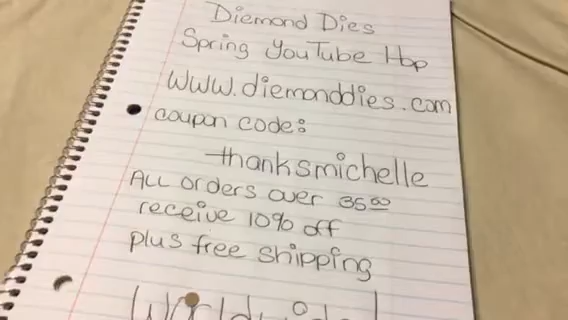 Diemond Dies
Spring YouTube Hop
www.diemonddies.com
coupon code:
thanksmichelle
ALL orders over 35.00
receive 10% off
plus free shipping